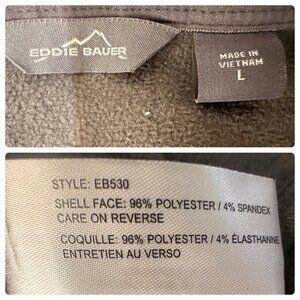 EDDIE BAUER
MADE IN
VIETNAM
L
STYLE: EB530
SHELL FACE: 96% POLYESTER / 4% SPANDEX
CARE ON REVERSE
COQUILLE: 96% POLYESTER / 4% ÉLASTHANNE
ENTRETIEN AU VERSO